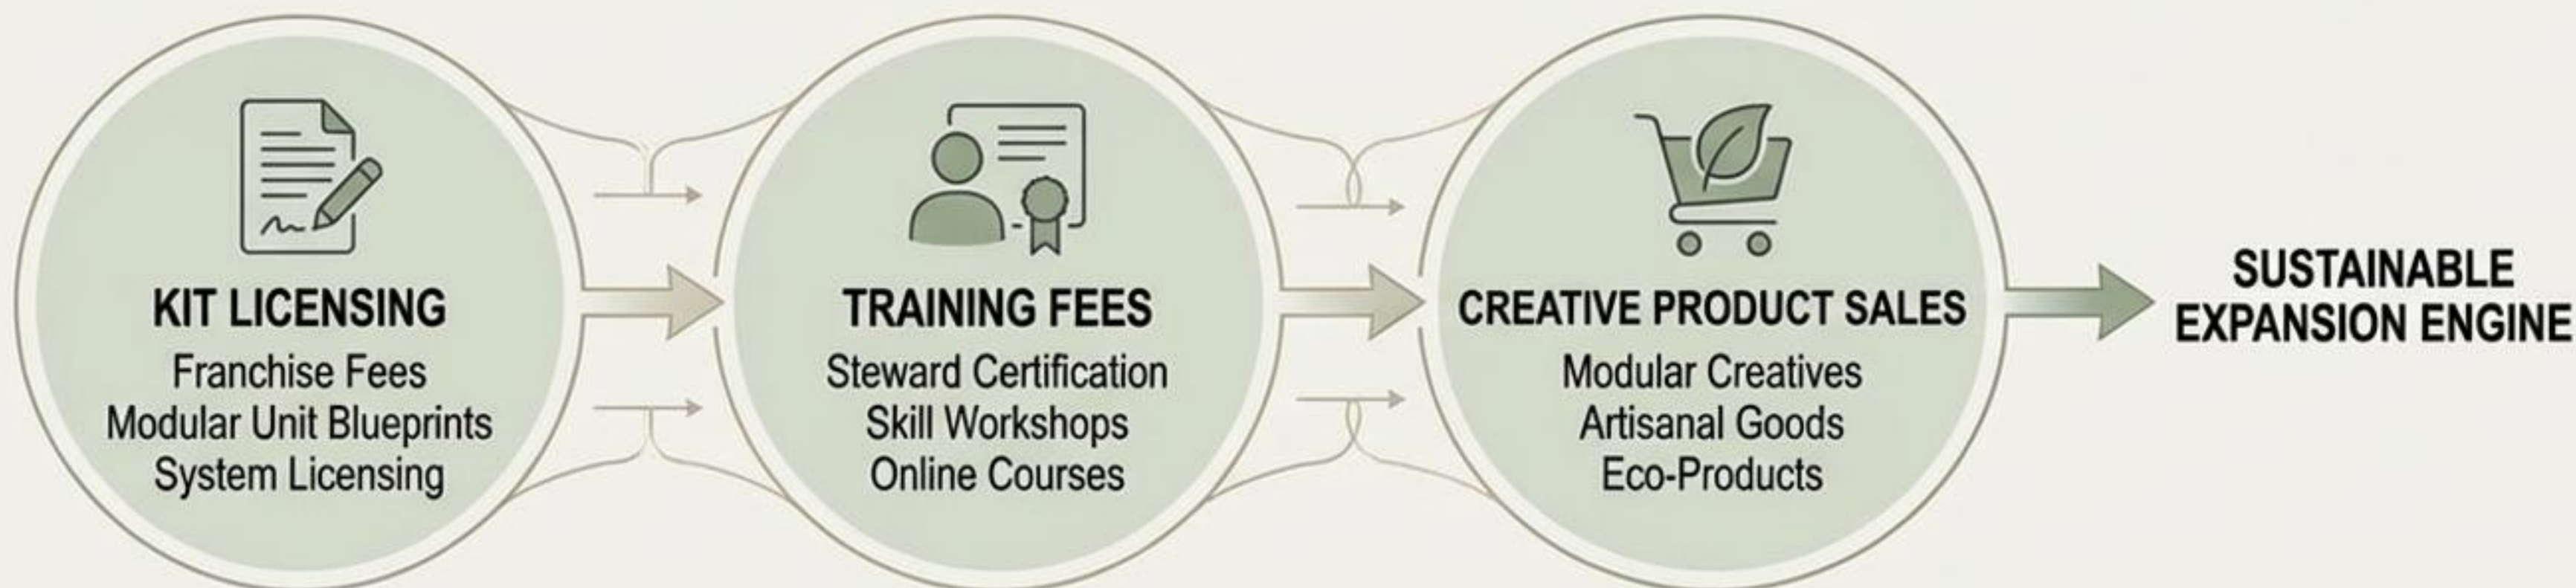 KIT LICENSING
Franchise Fees
Modular Unit Blueprints
System Licensing
TRAINING FEES
Steward Certification
Skill Workshops
Online Courses
CREATIVE PRODUCT SALES
Modular Creatives
Artisanal Goods
Eco-Products
SUSTAINABLE
EXPANSION ENGINE